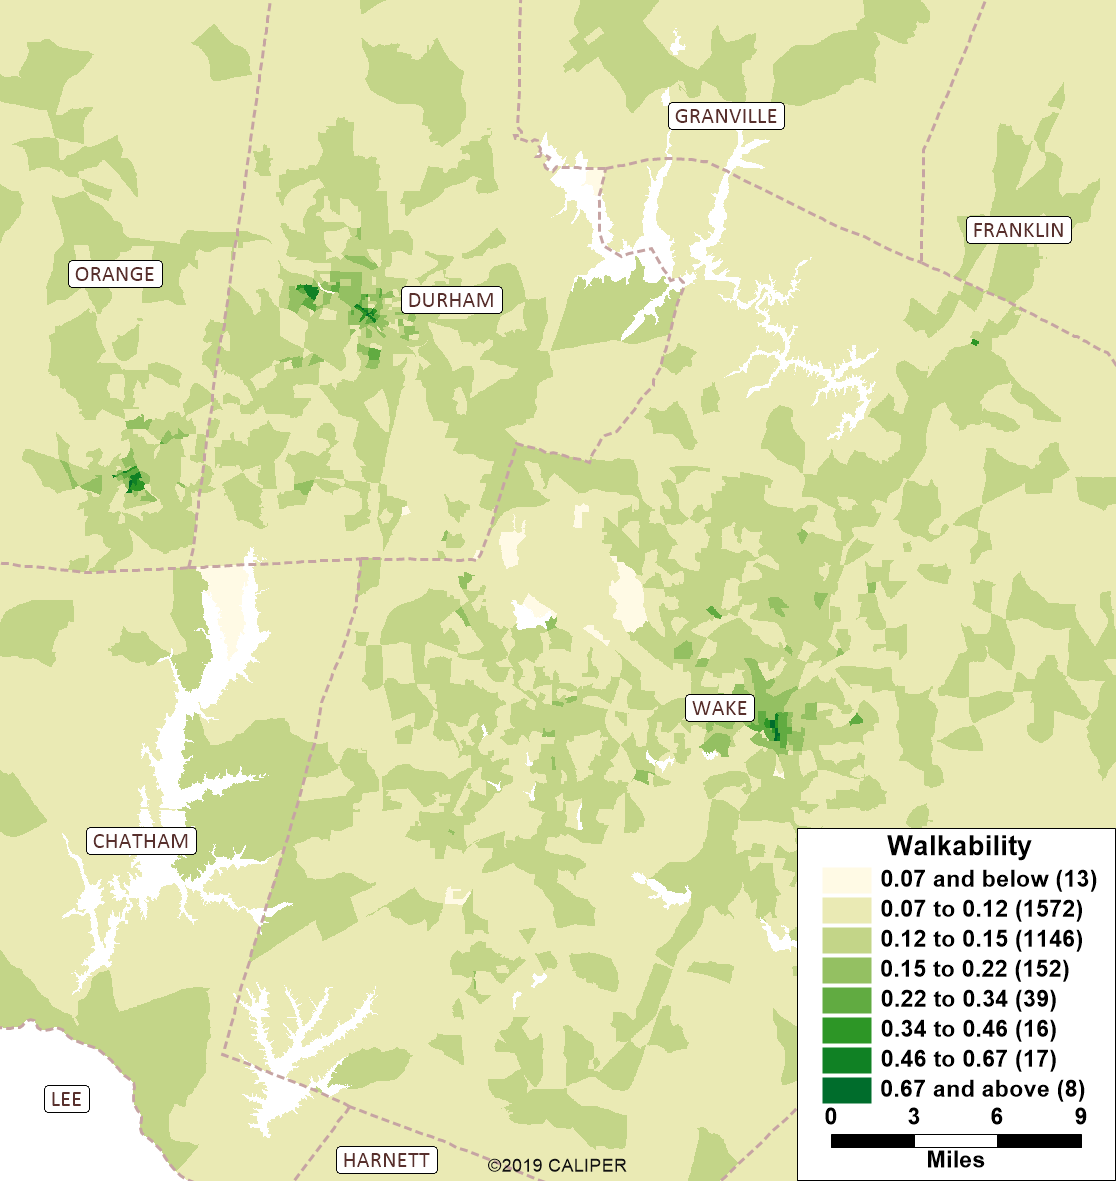 GRANVILLE
FRANKLIN
ORANGE
DURHAM
WAKE
CHATHAM
Walkability
0.07 and below (13)
0.07 to 0.12 (1572)
0.12 to 0.15 (1146)
0.15 to 0.22 (152)
0.22 to 0.34 (39)
0.34 to 0.46 (16)
0.46 to 0.67 (17)
0.67 and above (8)
0 3 6 9
Miles
LEE
HARNETT
©2019 CALIPER